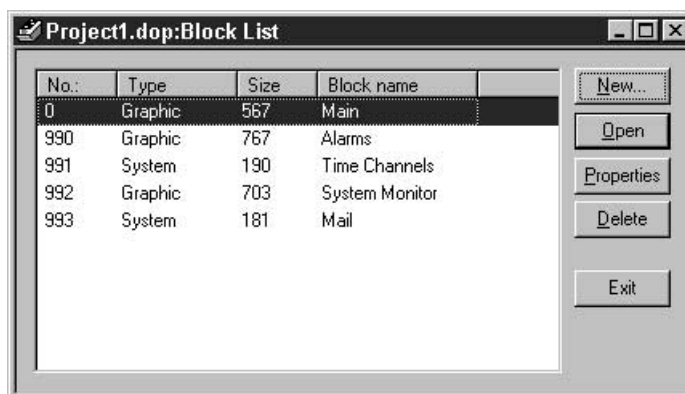 Project1.dop:Block List
No.: Type Size Block name
0 Graphic 567 Main
990 Graphic 767 Alarms
991 System 190 Time Channels
992 Graphic 703 System Monitor
993 System 181 Mail
New...
Open
Properties
Delete
Exit